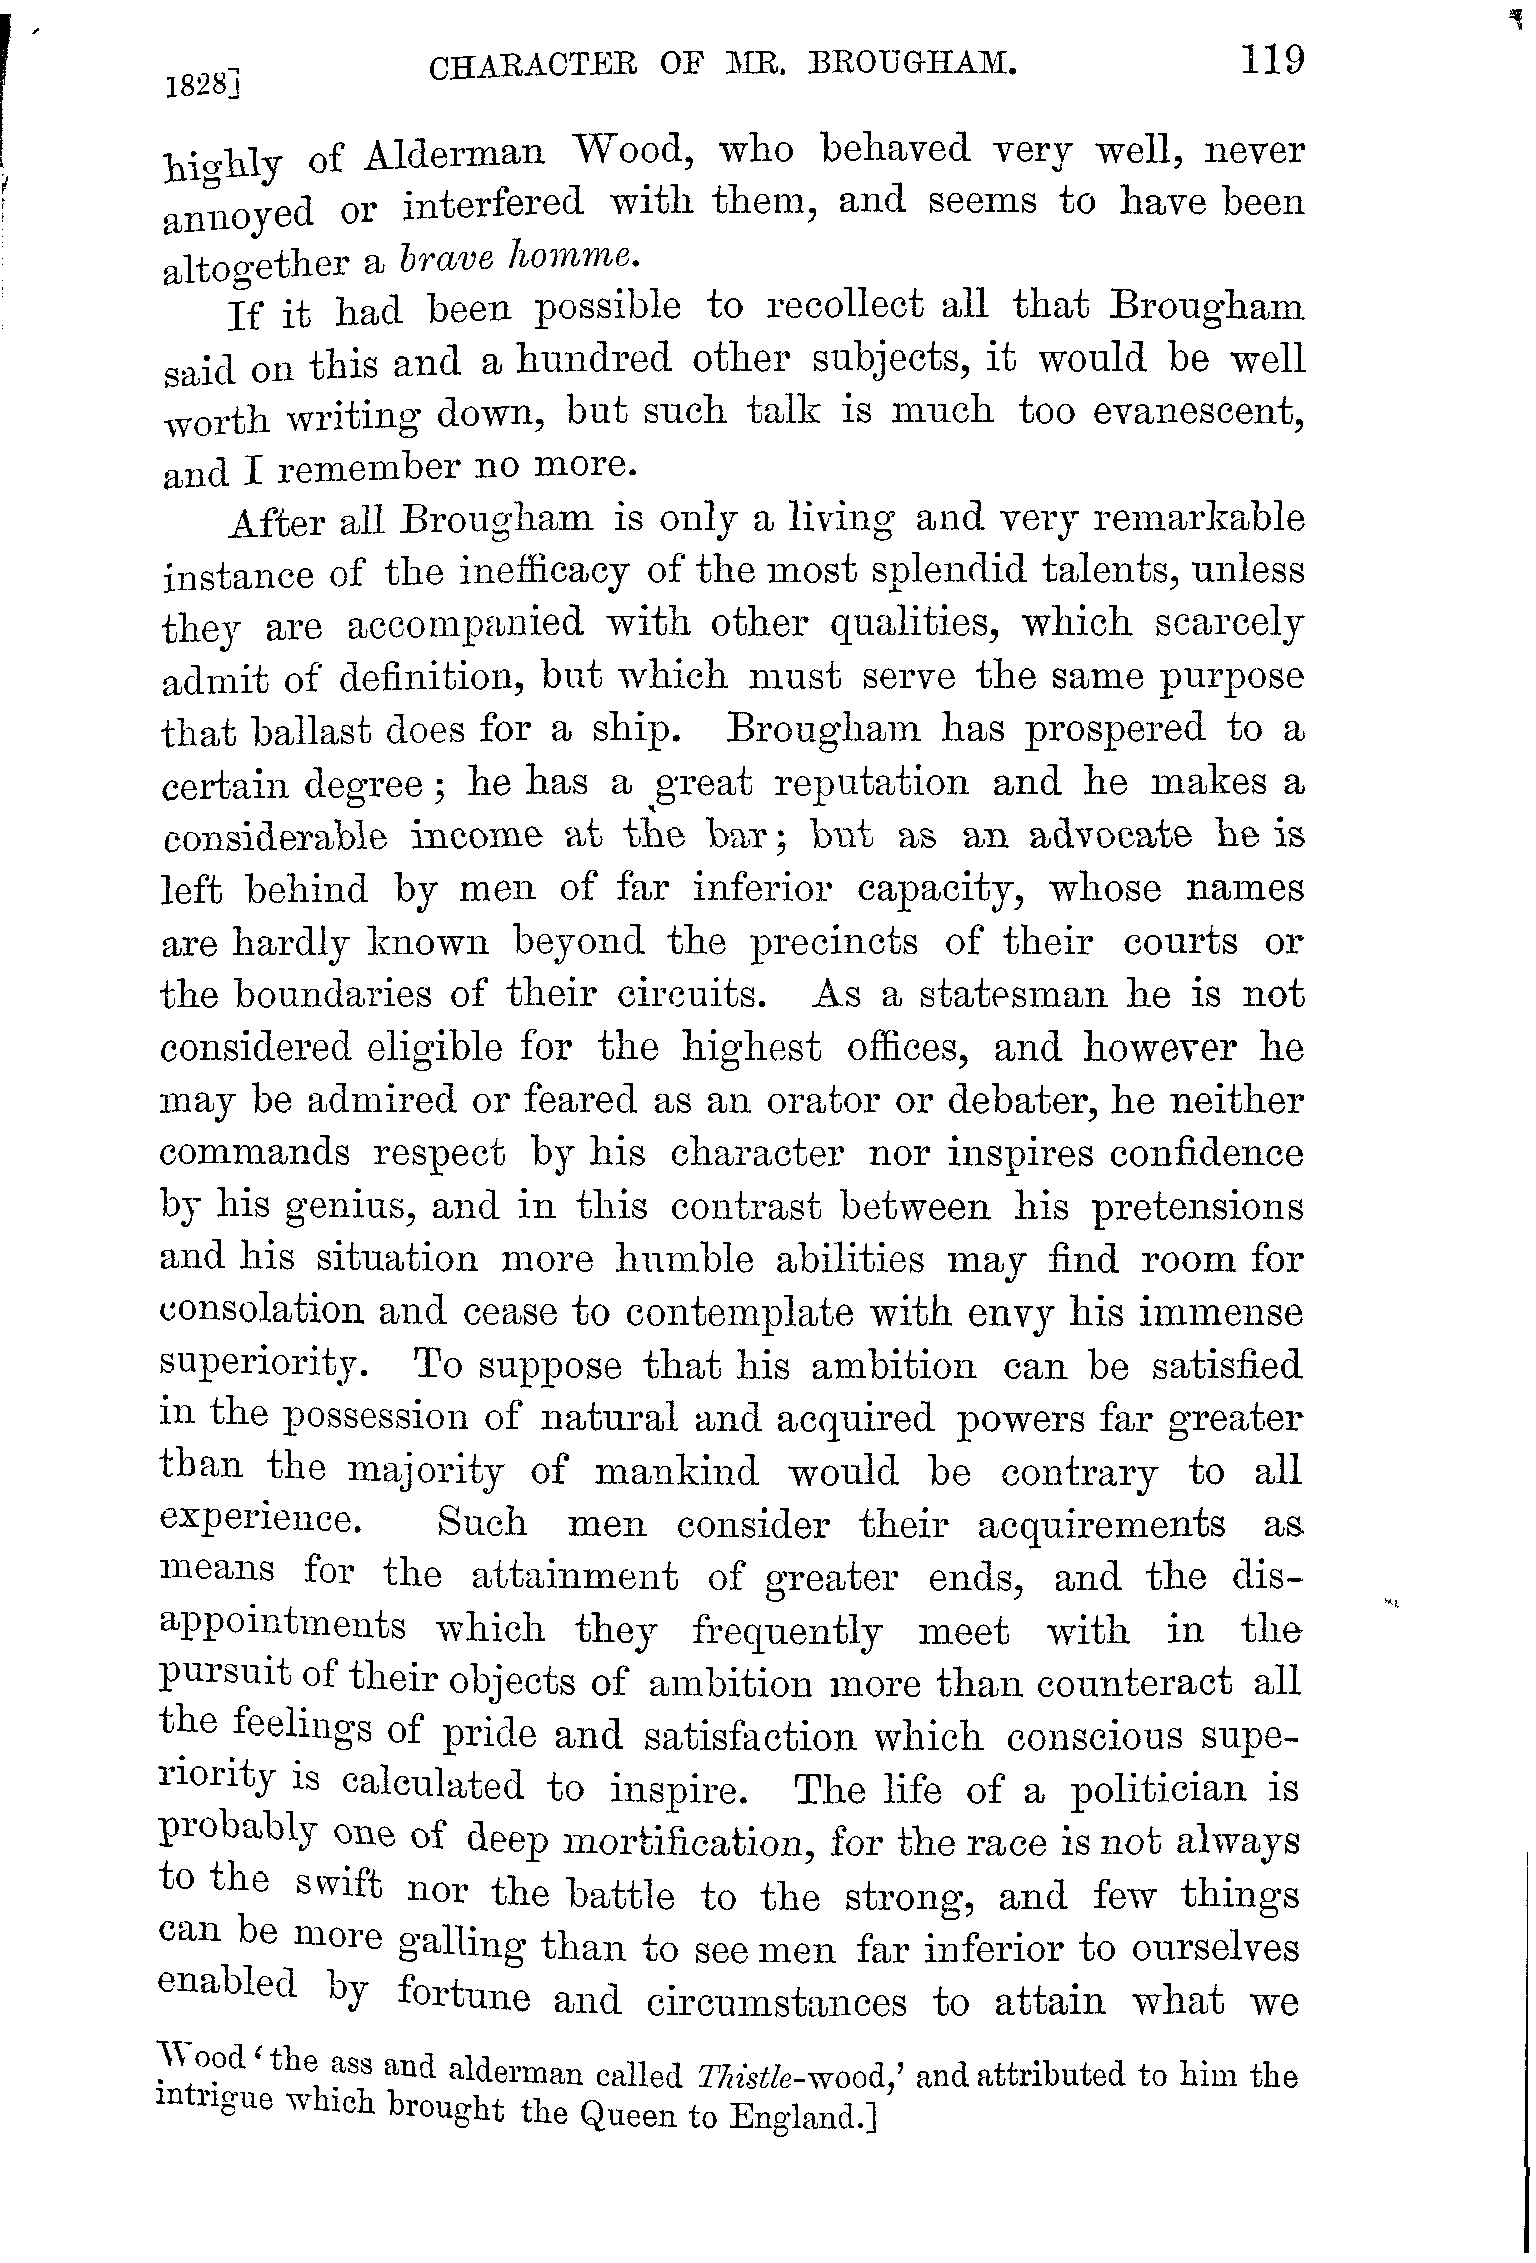 1828] CHARACTER OF MR. BROUGHAM. 119
highly of Alderman Wood, who behaved very well, never
annoyed or interfered with them, and seems to have been
altogether a brave homme.
If it had been possible to recollect all that Brougham
said on this and a hundred other subjects, it would be well
worth writing down, but such talk is much too evanescent,
and I remember no more.
After all Brougham is only a living and very remarkable
instance of the inefficacy of the most splendid talents, unless
they are accompanied with other qualities, which scarcely
admit of definition, but which must serve the same purpose
that ballast does for a ship. Brougham has prospered to a
certain degree; he has a great reputation and he makes a
considerable income at the bar; but as an advocate he is
left behind by men of far inferior capacity, whose names
are hardly known beyond the precincts of their courts or
the boundaries of their circuits. As a statesman he is not
considered eligible for the highest offices, and however he
may be admired or feared as an orator or debater, he neither
commands respect by his character nor inspires confidence
by his genius, and in this contrast between his pretensions
and his situation more humble abilities may find room for
consolation and cease to contemplate with envy his immense
superiority. To suppose that his ambition can be satisfied
in the possession of natural and acquired powers far greater
than the majority of mankind would be contrary to all
experience. Such men consider their acquirements as
means for the attainment of greater ends, and the dis-
appointments which they frequently meet with in the
pursuit of their objects of ambition more than counteract all
the feelings of pride and satisfaction which conscious supe-
riority is calculated to inspire. The life of a politician is
probably one of deep mortification, for the race is not always
to the swift nor the battle to the strong, and few things
can be more galling than to see men far inferior to ourselves
enabled by fortune and circumstances to attain what we
Wood 'the ass and alderman called Thistle-wood,' and attributed to him the
intrigue which brought the Queen to England.]